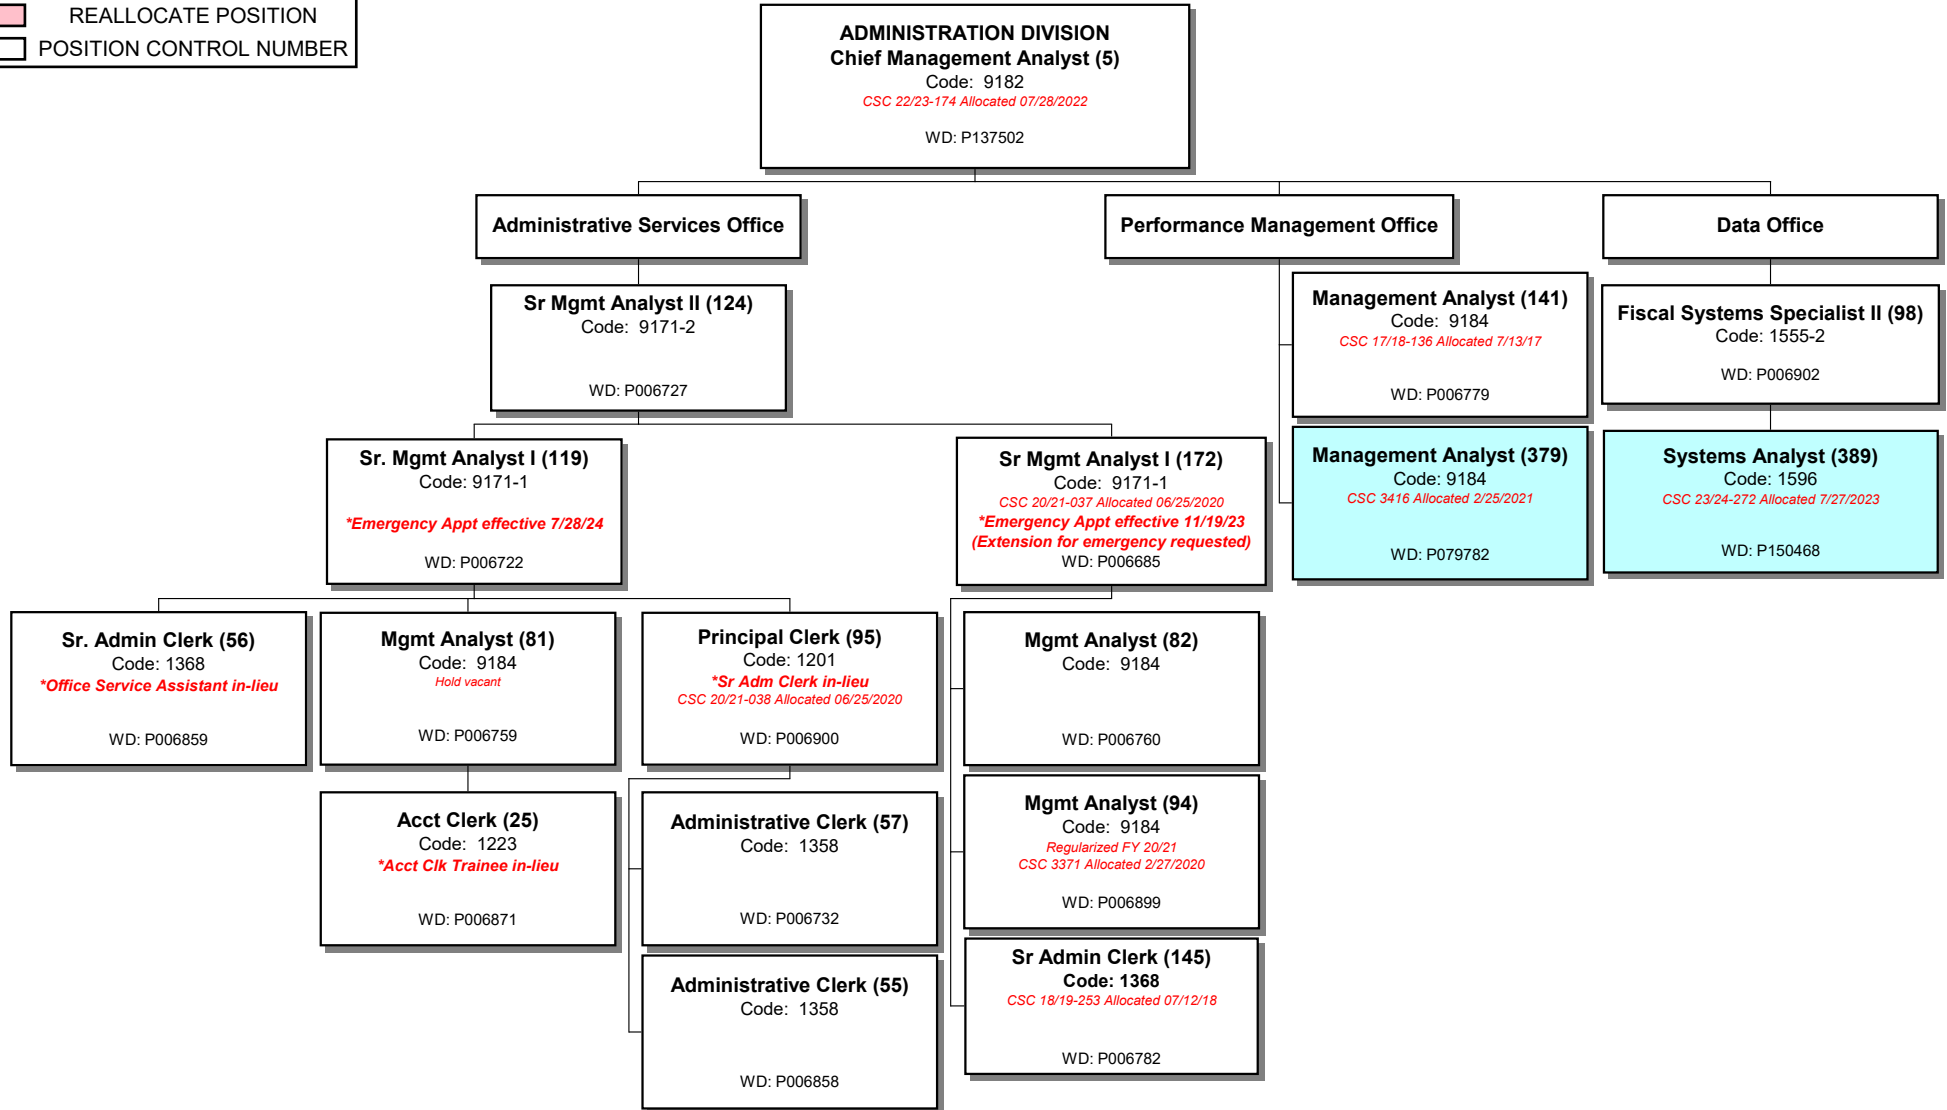 REALLOCATE POSITION
POSITION CONTROL NUMBER
ADMINISTRATION DIVISION
Chief Management Analyst (5)
Code: 9182
CSC 22/23-174 Allocated 07/28/2022
WD: P137502
Administrative Services Office
Performance Management Office
Data Office
Sr Mgmt Analyst II (124)
Code: 9171-2
WD: P006727
Management Analyst (141)
Code: 9184
CSC 17/18-136 Allocated 7/13/17
WD: P006779
Fiscal Systems Specialist II (98)
Code: 1555-2
WD: P006902
Sr. Mgmt Analyst I (119)
Code: 9171-1
*Emergency Appt effective 7/28/24
WD: P006722
Sr Mgmt Analyst I (172)
Code: 9171-1
CSC 20/21-037 Allocated 06/25/2020
*Emergency Appt effective 11/19/23
(Extension for emergency requested)
WD: P006685
Management Analyst (379)
Code: 9184
CSC 3416 Allocated 2/25/2021
WD: P079782
Systems Analyst (389)
Code: 1596
CSC 23/24-272 Allocated 7/27/2023
WD: P150468
Sr. Admin Clerk (56)
Code: 1368
*Office Service Assistant in-lieu
WD: P006859
Mgmt Analyst (81)
Code: 9184
Hold vacant
WD: P006759
Principal Clerk (95)
Code: 1201
*Sr Adm Clerk in-lieu
CSC 20/21-038 Allocated 06/25/2020
WD: P006900
Mgmt Analyst (82)
Code: 9184
WD: P006760
Acct Clerk (25)
Code: 1223
*Acct Clk Trainee in-lieu
WD: P006871
Administrative Clerk (57)
Code: 1358
WD: P006732
Mgmt Analyst (94)
Code: 9184
Regularized FY 20/21
CSC 3371 Allocated 2/27/2020
WD: P006899
Administrative Clerk (55)
Code: 1358
WD: P006858
Sr Admin Clerk (145)
Code: 1368
CSC 18/19-253 Allocated 07/12/18
WD: P006782